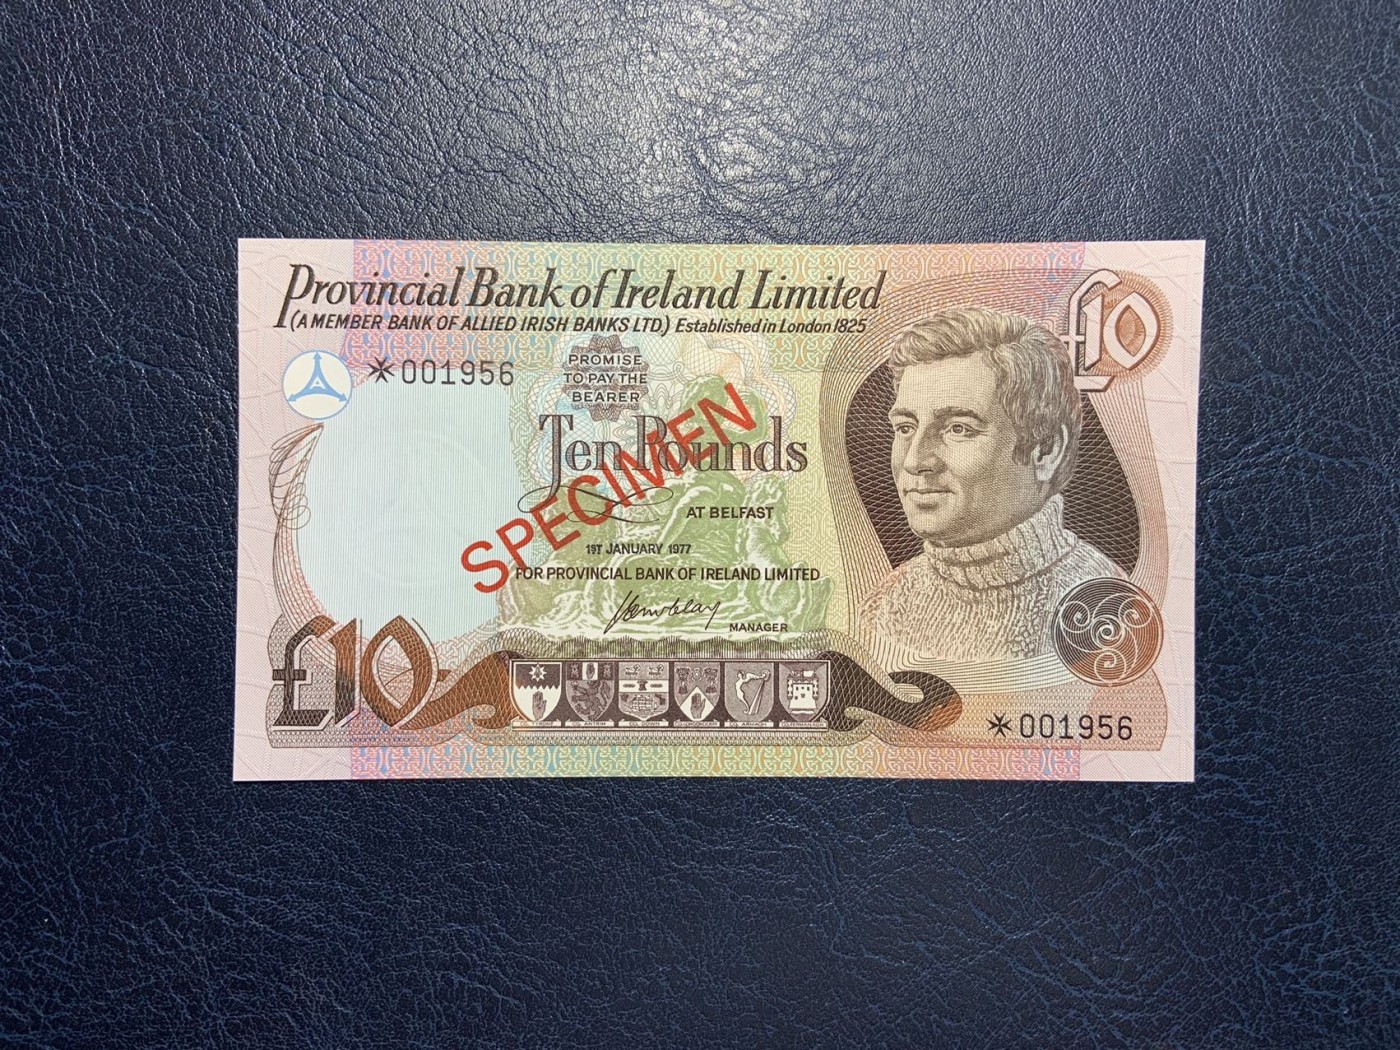 Provincial Bank of Ireland Limited
(A MEMBER BANK OF ALLIED IRISH BANKS LTD.) Established in London 1825
£10
001956
PROMISE
TO PAY THE
BEARER
Ten Pounds
SPECIMEN
AT BELFAST
1ST JANUARY 1977
FOR PROVINCIAL BANK OF IRELAND LIMITED
MANAGER
£10
001956